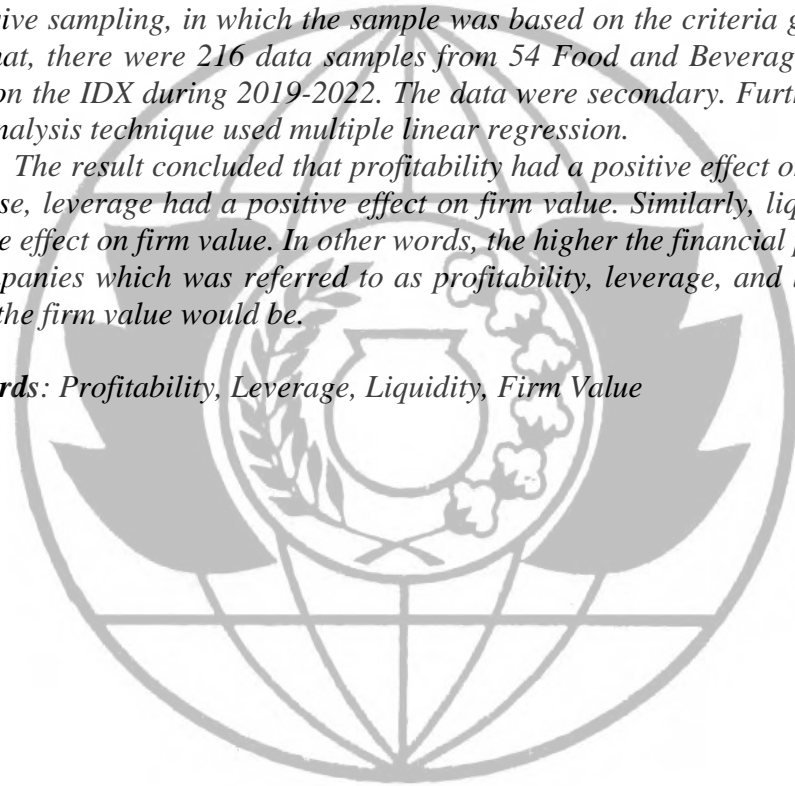 ive sampling, in which the sample was based on the criteria g
hat, there were 216 data samples from 54 Food and Beverag
on the IDX during 2019-2022. The data were secondary. Furt
nalysis technique used multiple linear regression.
The result concluded that profitability had a positive effect o
se, leverage had a positive effect on firm value. Similarly, liq
e effect on firm value. In other words, the higher the financial p
panies which was referred to as profitability, leverage, and
the firm value would be.
rds: Profitability, Leverage, Liquidity, Firm Value